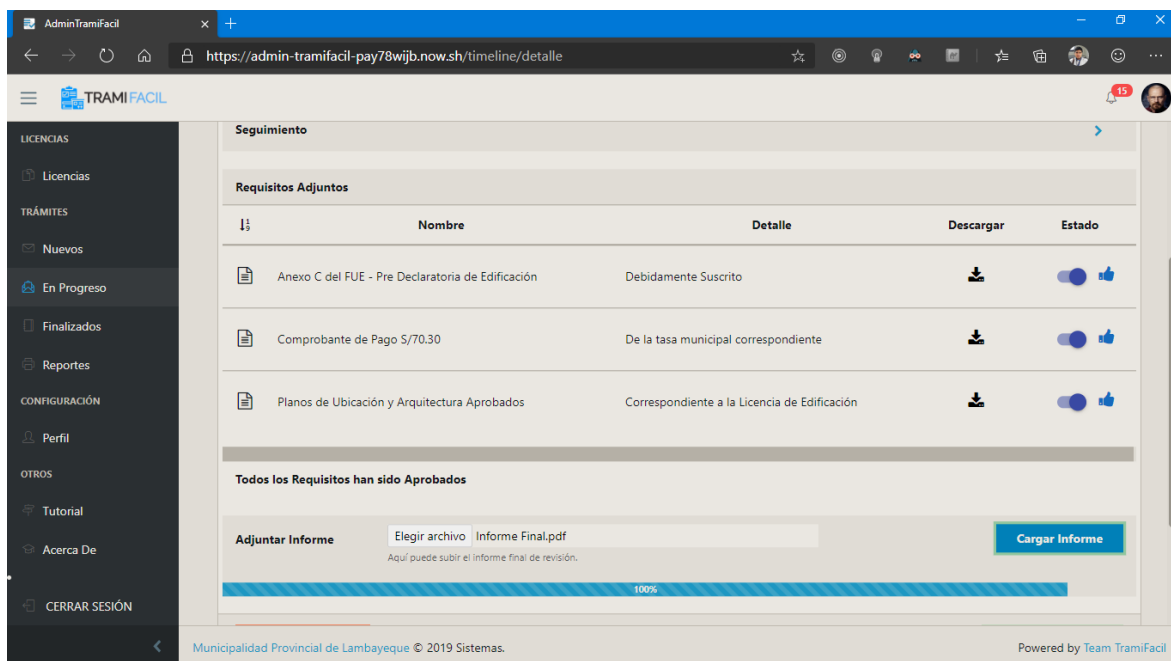 AdminTramiFacil
https://admin-tramifacil-pay78wijb.now.sh/timeline/detalle
TRAMIFACIL
15
LICENCIAS
Licencias
TRÁMITES
Nuevos
En Progreso
Finalizados
Reportes
CONFIGURACIÓN
Perfil
OTROS
Tutorial
Acerca De
CERRAR SESIÓN
Seguimiento
Requisitos Adjuntos
Nombre Detalle Descargar Estado
Anexo C del FUE - Pre Declaratoria de Edificación Debidamente Suscrito
Comprobante de Pago S/70.30 De la tasa municipal correspondiente
Planos de Ubicación y Arquitectura Aprobados Correspondiente a la Licencia de Edificación
Todos los Requisitos han sido Aprobados
Adjuntar Informe Elegir archivo Informe Final.pdf Cargar Informe
Aquí puede subir el informe final de revisión.
100%
Municipalidad Provincial de Lambayeque © 2019 Sistemas. Powered by Team TramiFacil